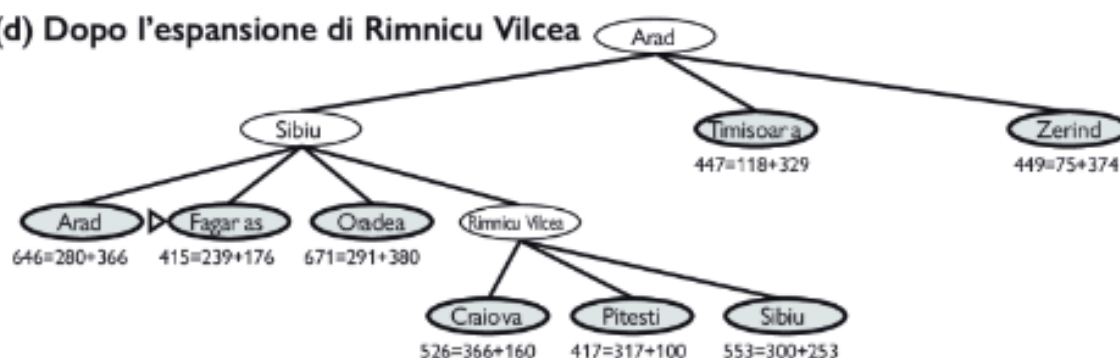 (d) Dopo l'espansione di Rimnicu Vilcea
Arad
Sibiu
Timisoara
Zerind
447=118+329
449=75+374
Arad
Fagaras
Oradea
Rimnicu Vilcea
646=280+366
415=239+176
671=291+380
Craiova
Pitesti
Sibiu
526=366+160
417=317+100
553=300+253